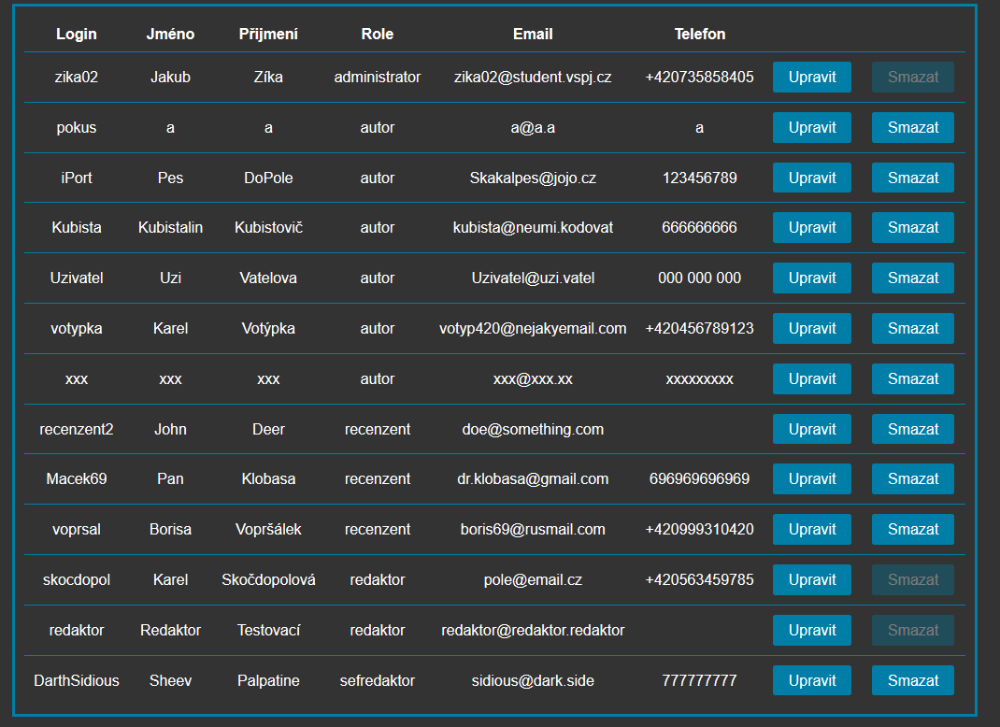 Login Jméno Příjmení Role Email Telefon
zika02 Jakub Zíka administrator zika02@student.vspj.cz +420735858405 Upravit Smazat
pokus a a autor a@a.a a Upravit Smazat
iPort Pes DoPole autor Skakalpes@jojo.cz 123456789 Upravit Smazat
Kubista Kubistalin Kubistovič autor kubista@neumi.kodovat 666666666 Upravit Smazat
Uzivatel Uzi Vatelova autor Uzivatel@uzi.vatel 000 000 000 Upravit Smazat
votypka Karel Votýpka autor votyp420@nejakyemail.com +420456789123 Upravit Smazat
xxx xxx xxx autor xxx@xxx.xx xxxxxxxxx Upravit Smazat
recenzent2 John Deer recenzent doe@something.com Upravit Smazat
Macek69 Pan Klobasa recenzent dr.klobasa@gmail.com 696969696969 Upravit Smazat
voprsal Borisa Vopršálek recenzent boris69@rusmail.com +420999310420 Upravit Smazat
skocdopol Karel Skočdopolová redaktor pole@email.cz +420563459785 Upravit Smazat
redaktor Redaktor Testovací redaktor redaktor@redaktor.redaktor Upravit Smazat
DarthSidious Sheev Palpatine sefredaktor sidious@dark.side 777777777 Upravit Smazat